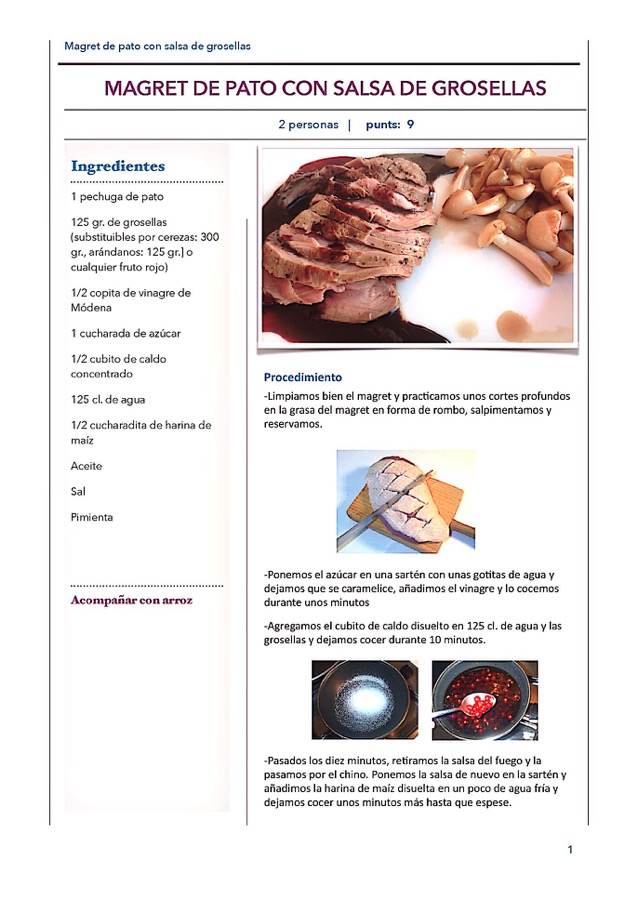 Magret de pato con salsa de grosellas
MAGRET DE PATO CON SALSA DE GROSELLAS
2 personas | punts: 9
Ingredientes
1 pechuga de pato
125 gr. de grosellas
(substituibles por cerezas: 300
gr., arándanos: 125 gr.] o
cualquier fruto rojo)
1/2 copita de vinagre de
Módena
1 cucharada de azúcar
1/2 cubito de caldo
concentrado
125 cl. de agua
1/2 cucharadita de harina de
maíz
Aceite
Sal
Pimienta
Acompañar con arroz
Procedimiento
-Limpiamos bien el magret y practicamos unos cortes profundos
en la grasa del magret en forma de rombo, salpimentamos y
reservamos.
-Ponemos el azúcar en una sartén con unas gotitas de agua y
dejamos que se caramelice, añadimos el vinagre y lo cocemos
durante unos minutos
-Agregamos el cubito de caldo disuelto en 125 cl. de agua y las
grosellas y dejamos cocer durante 10 minutos.
-Pasados los diez minutos, retiramos la salsa del fuego y la
pasamos por el chino. Ponemos la salsa de nuevo en la sartén y
añadimos la harina de maíz disuelta en un poco de agua fría y
dejamos cocer unos minutos más hasta que espese.
1